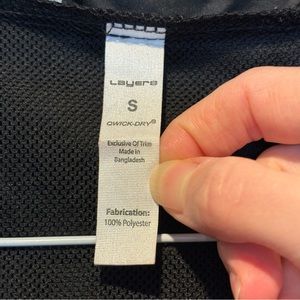 Layer8
S
QWICK-DRY®
Exclusive Of Trim
Made in
Bangladesh
Fabrication:
100% Polyester